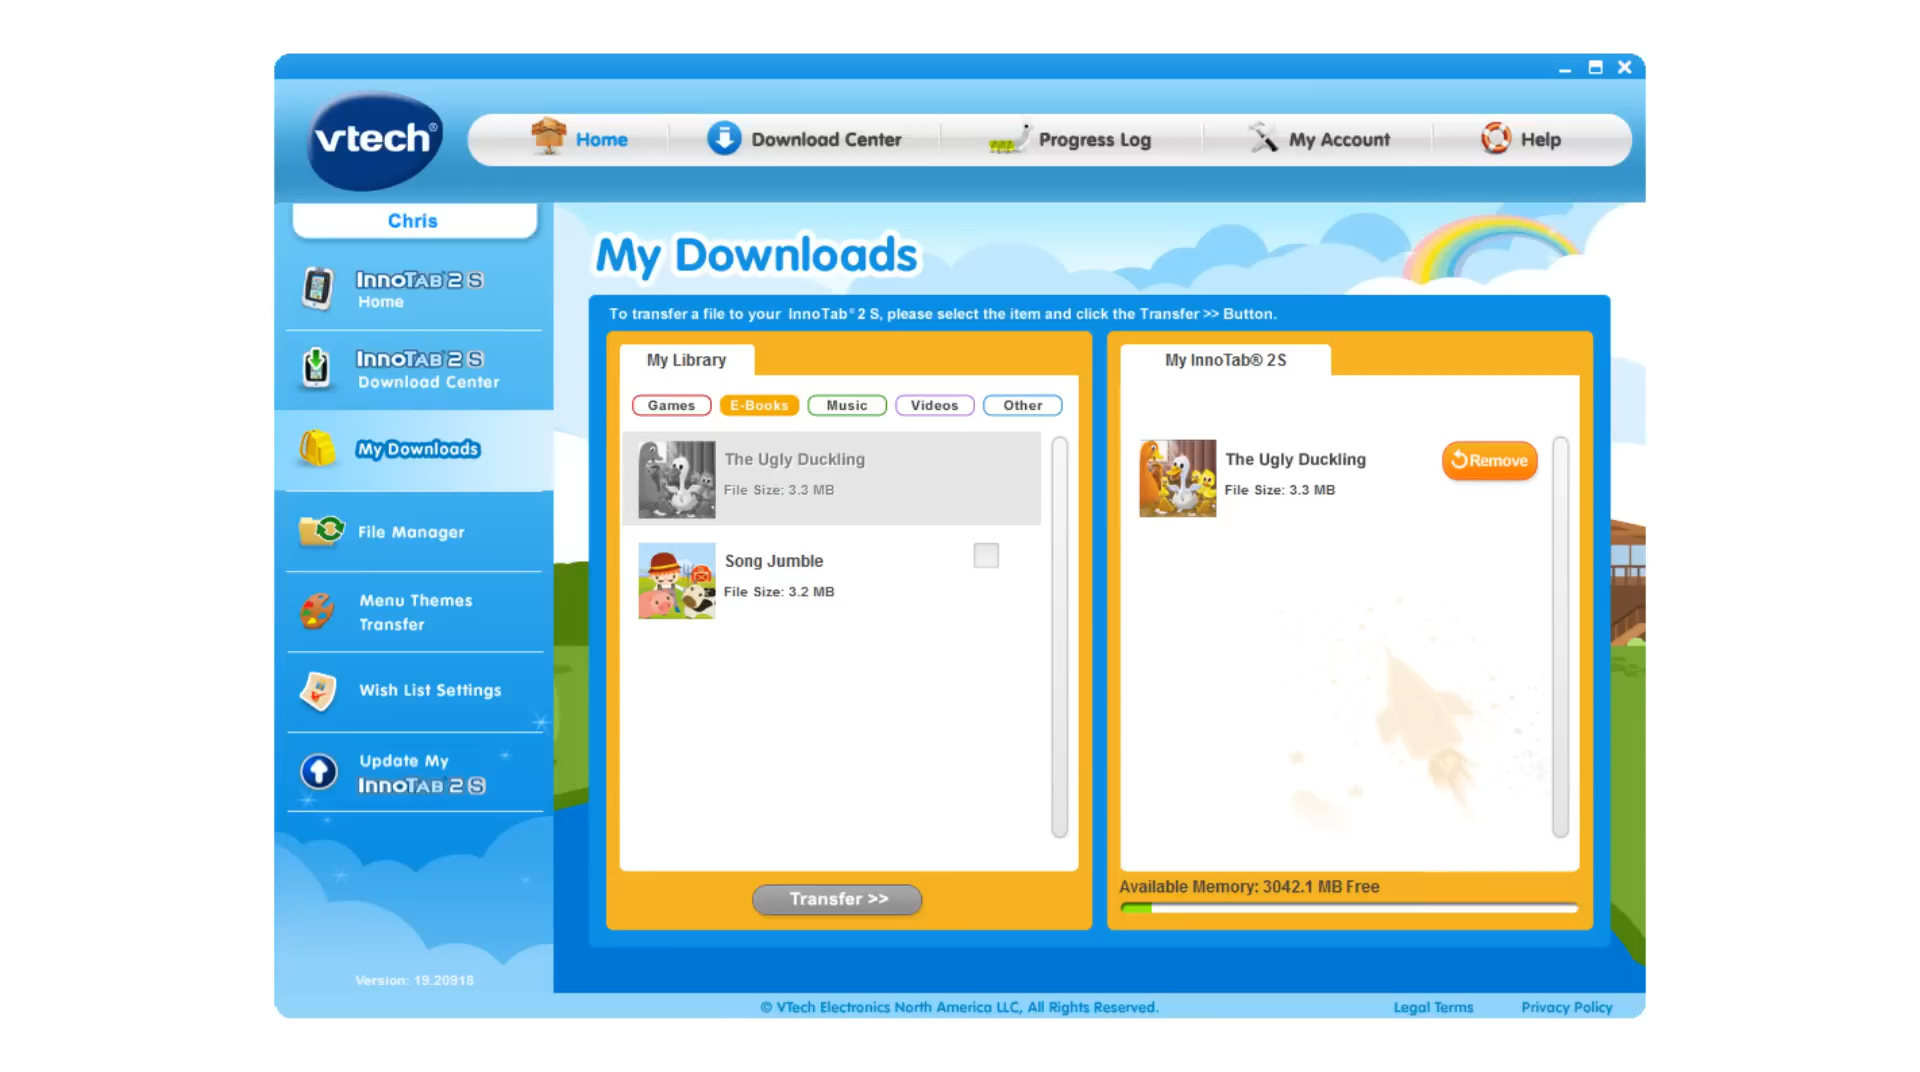 vtech®
Home
Download Center
Progress Log
My Account
Help
Chris
InnoTAB® 2 S
Home
InnoTAB® 2 S
Download Center
My Downloads
File Manager
Menu Themes
Transfer
Wish List Settings
Update My
InnoTAB® 2 S
Version: 19.20918
My Downloads
To transfer a file to your InnoTab® 2 S, please select the item and click the Transfer >> Button.
My Library
Games
E-Books
Music
Videos
Other
The Ugly Duckling
File Size: 3.3 MB
Song Jumble
File Size: 3.2 MB
Transfer >>
My InnoTab® 2S
The Ugly Duckling
File Size: 3.3 MB
Remove
Available Memory: 3042.1 MB Free
© VTech Electronics North America LLC, All Rights Reserved.
Legal Terms
Privacy Policy